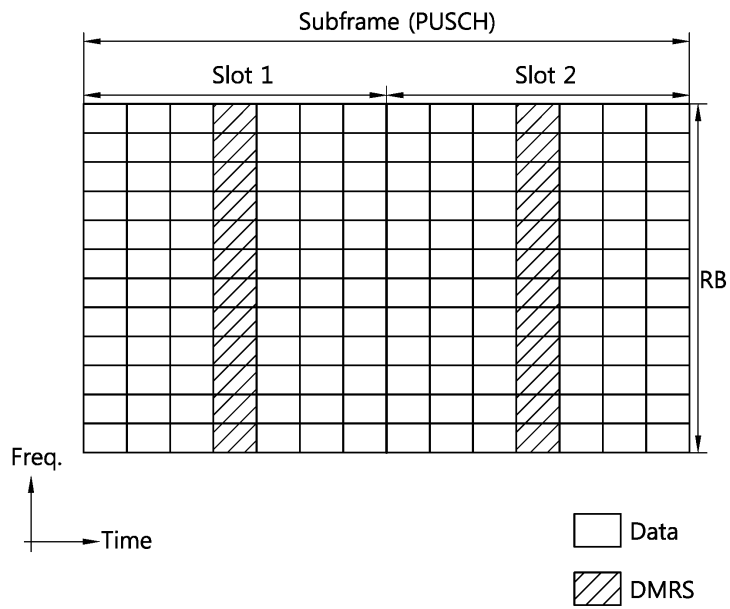 Subframe (PUSCH)
Slot 1
Slot 2
RB
Freq.
Time
Data
DMRS